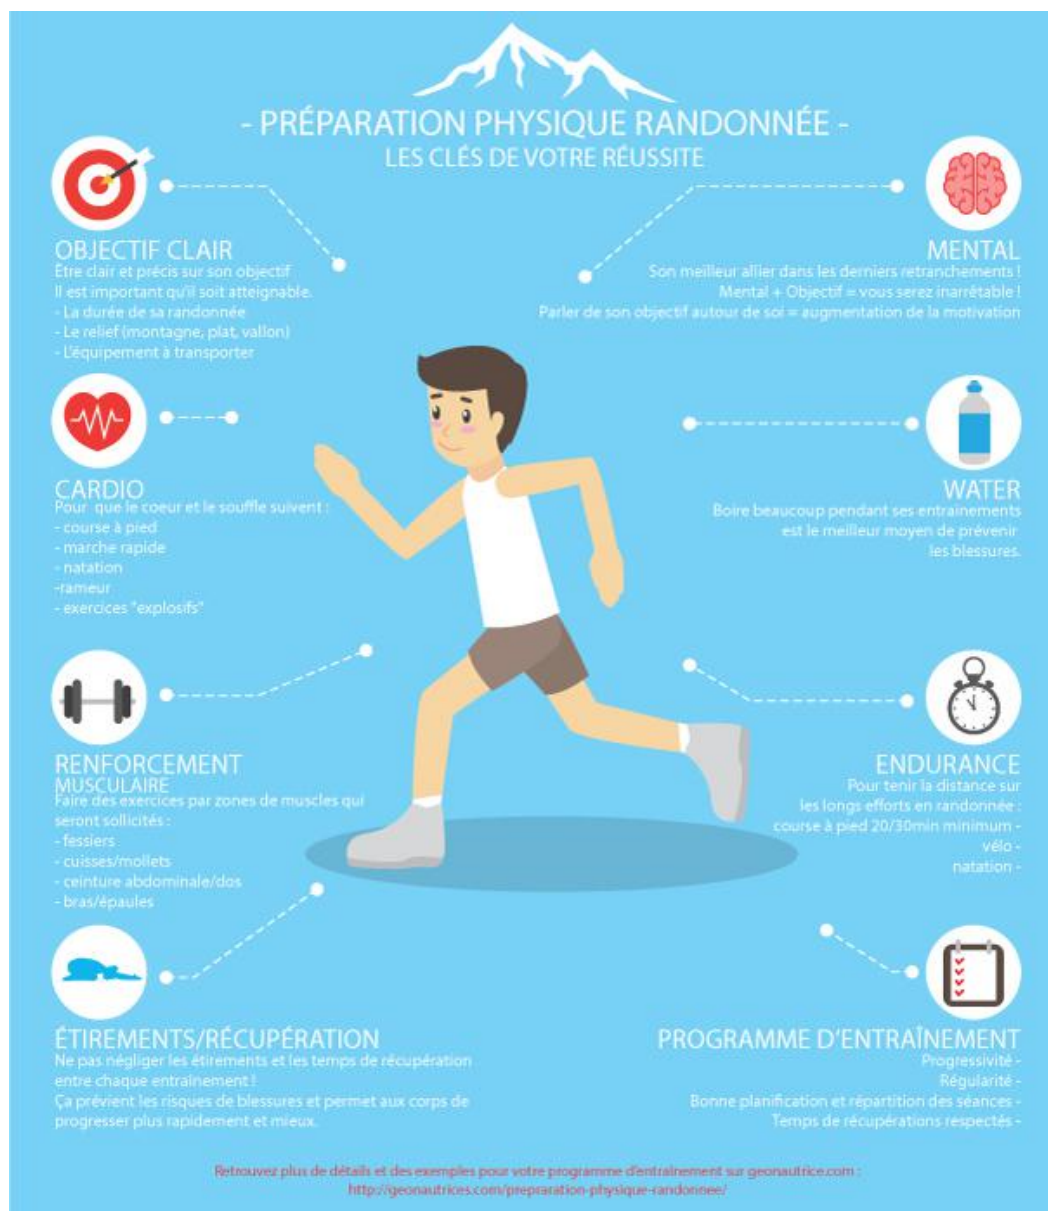 - PRÉPARATION PHYSIQUE RANDONNÉE -
LES CLÉS DE VOTRE RÉUSSITE
OBJECTIF CLAIR
Être clair et précis sur son objectif
Il est important qu'il soit atteignable.
- La durée de sa randonnée
- Le relief (montagne, plat, vallon)
- L'équipement à transporter
MENTAL
Son meilleur allier dans les derniers retranchements !
Mental + Objectif = vous serez inarrêtable !
Parler de son objectif autour de soi = augmentation de la motivation
CARDIO
Pour que le coeur et le souffle suivent :
- course à pied
- marche rapide
- natation
-rameur
- exercices "explosifs"
WATER
Boire beaucoup pendant ses entrainements
est le meilleur moyen de prévenir
les blessures.
RENFORCEMENT
MUSCULAIRE
Faire des exercices par zones de muscles qui
seront sollicités :
- fessiers
- cuisses/mollets
- ceinture abdominale/dos
- bras/épaules
ENDURANCE
Pour tenir la distance sur
les longs efforts en randonnée :
course à pied 20/30min minimum -
vélo -
natation -
ÉTIREMENTS/RÉCUPÉRATION
Ne pas négliger les étirements et les temps de récupération
entre chaque entraînement !
Ça prévient les risques de blessures et permet aux corps de
progresser plus rapidement et mieux.
PROGRAMME D'ENTRAÎNEMENT
Progressivité -
Régularité -
Bonne planification et répartition des séances -
Temps de récupérations respectés -
Retrouvez plus de détails et des exemples pour votre programme d'entraînement sur geonautrice.com :
http://geonautrices.com/prepraration-physique-randonnee/